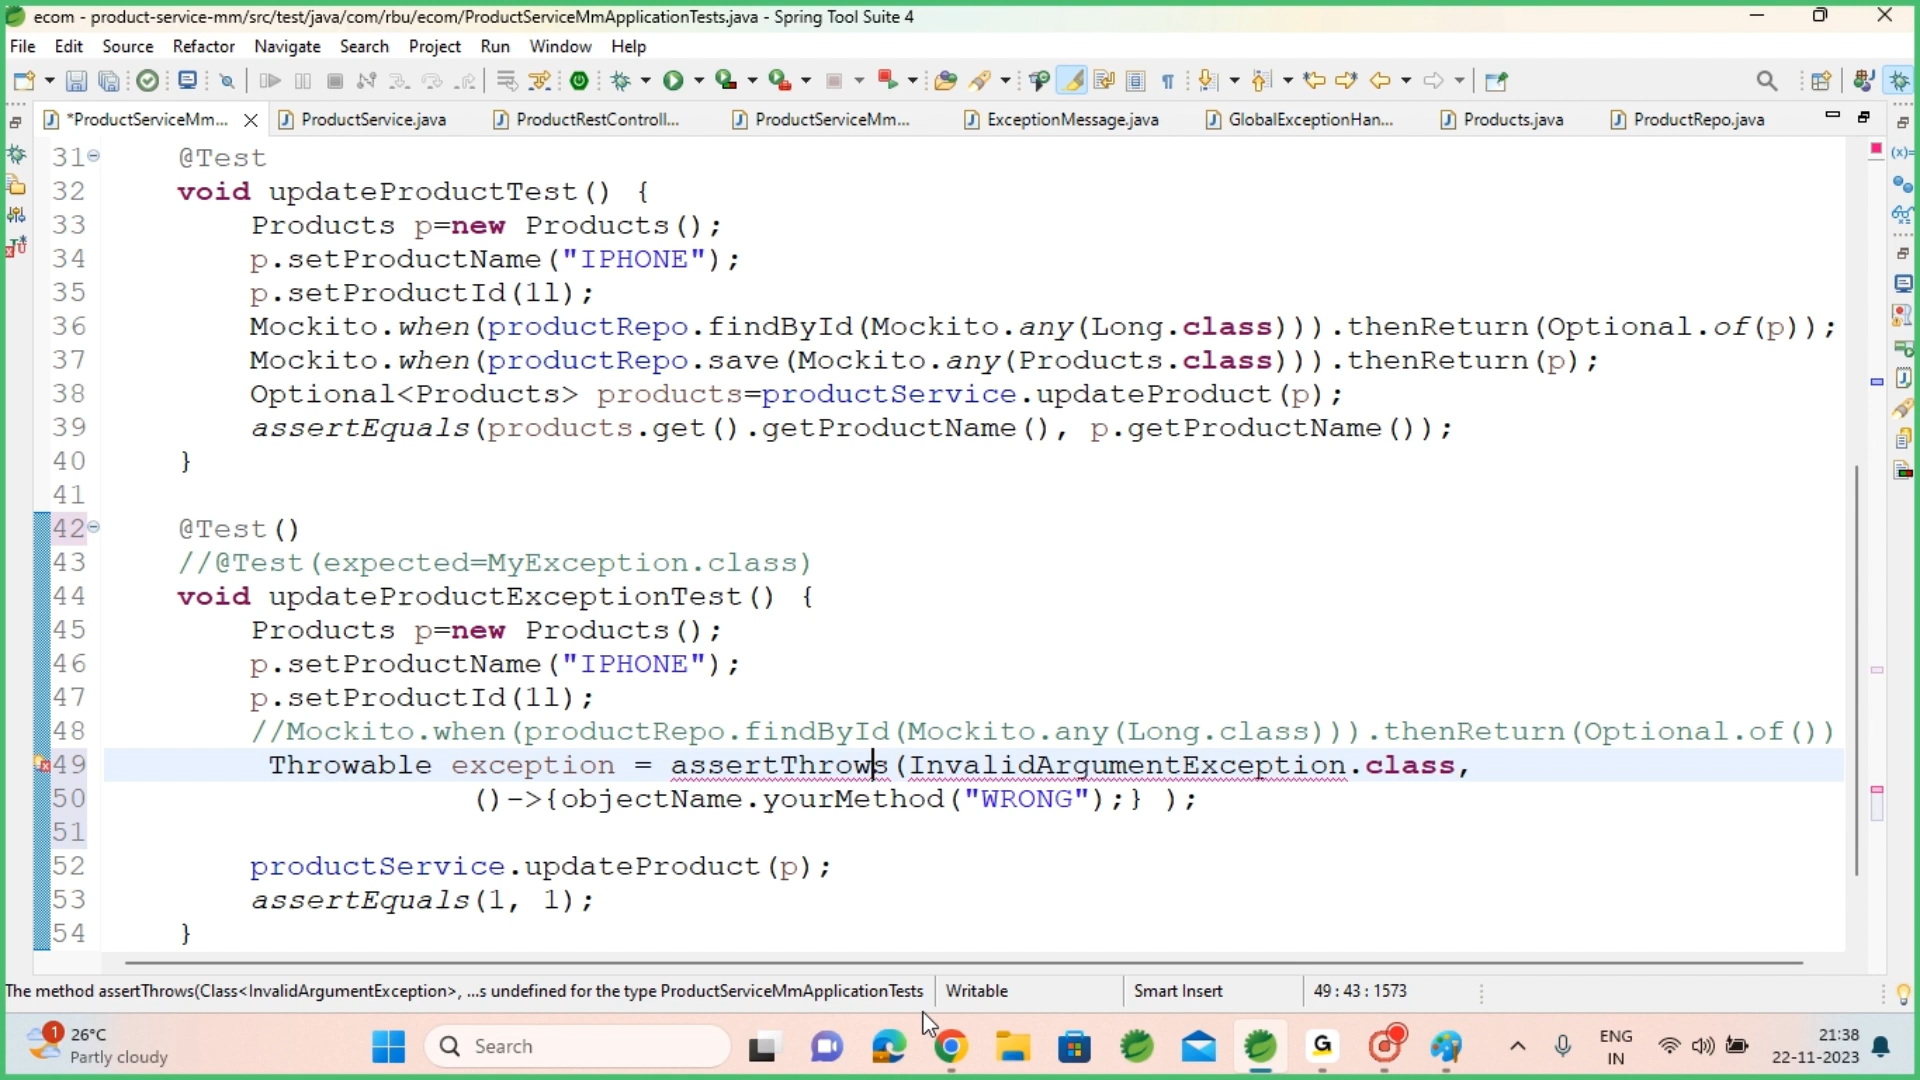 ecom - product-service-mm/src/test/java/com/rbu/ecom/ProductServiceMmApplicationTests.java - Spring Tool Suite 4
File Edit Source Refactor Navigate Search Project Run Window Help
*ProductServiceMm... ProductService.java ProductRestControll... ProductServiceMm... ExceptionMessage.java GlobalExceptionHan... Products.java ProductRepo.java
31 @Test
32 void updateProductTest() {
33 Products p=new Products();
34 p.setProductName("IPHONE");
35 p.setProductId(1l);
36 Mockito.when(productRepo.findById(Mockito.any(Long.class))).thenReturn(Optional.of(p));
37 Mockito.when(productRepo.save(Mockito.any(Products.class))).thenReturn(p);
38 Optional<Products> products=productService.updateProduct(p);
39 assertEquals(products.get().getProductName(), p.getProductName());
40 }
41
42 @Test()
43 //@Test(expected=MyException.class)
44 void updateProductExceptionTest() {
45 Products p=new Products();
46 p.setProductName("IPHONE");
47 p.setProductId(1l);
48 //Mockito.when(productRepo.findById(Mockito.any(Long.class))).thenReturn(Optional.of())
49 Throwable exception = assertThrows(InvalidArgumentException.class,
50 ()->{objectName.yourMethod("WRONG");} );
51
52 productService.updateProduct(p);
53 assertEquals(1, 1);
54 }
The method assertThrows(Class<InvalidArgumentException>, ...s undefined for the type ProductServiceMmApplicationTests Writable Smart Insert 49 : 43 : 1573
1 26°C
Partly cloudy
Search
ENG
IN
21:38
22-11-2023